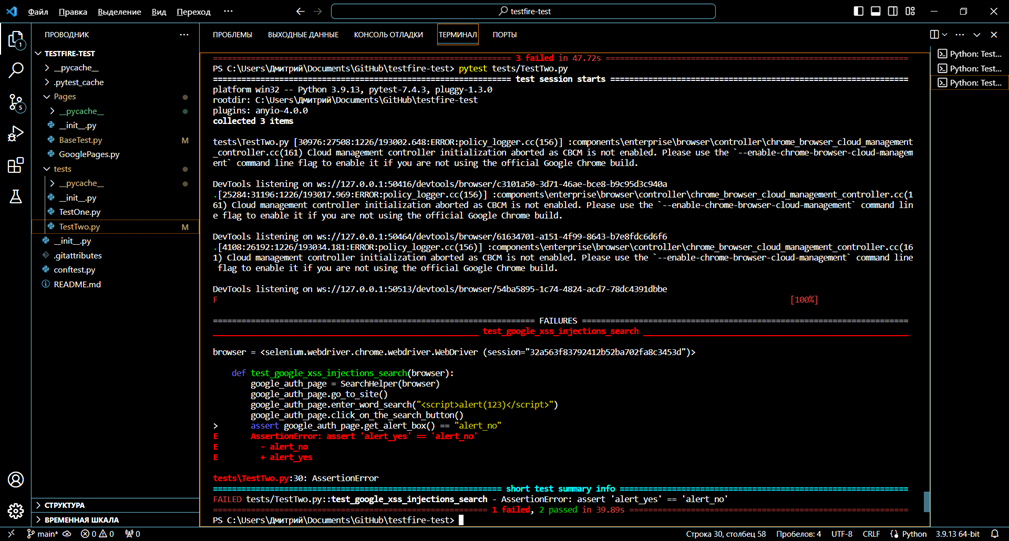 Файл Правка Выделение Вид Переход ··· testfire-test
ПРОВОДНИК ···
TESTFIRE-TEST
__pycache__
.pytest_cache
Pages
__pycache__
__init__.py
BaseTest.py M
GooglePages.py
tests
__pycache__
__init__.py
TestOne.py
TestTwo.py M
__init__.py
.gitattributes
conftest.py
README.md
СТРУКТУРА
ВРЕМЕННАЯ ШКАЛА
1
5
ПРОБЛЕМЫ ВЫХОДНЫЕ ДАННЫЕ КОНСОЛЬ ОТЛАДКИ ТЕРМИНАЛ ПОРТЫ
Python: Test...
Python: Test...
Python: Test...
3 failed in 47.72s
PS C:\Users\Дмитрий\Documents\GitHub\testfire-test> pytest tests/TestTwo.py
test session starts
platform win32 -- Python 3.9.13, pytest-7.4.3, pluggy-1.3.0
rootdir: C:\Users\Дмитрий\Documents\GitHub\testfire-test
plugins: anyio-4.0.0
collected 3 items
tests\TestTwo.py [30976:27508:1226/193002.648:ERROR:policy_logger.cc(156)] :components\enterprise\browser\controller\chrome_browser_cloud_management
_controller.cc(161) Cloud management controller initialization aborted as CBCM is not enabled. Please use the `--enable-chrome-browser-cloud-managem
ent` command line flag to enable it if you are not using the official Google Chrome build.
DevTools listening on ws://127.0.0.1:50416/devtools/browser/c3101a50-3d71-46ae-bce8-b9c95d3c940a
.[25284:31196:1226/193017.969:ERROR:policy_logger.cc(156)] :components\enterprise\browser\controller\chrome_browser_cloud_management_controller.cc(1
61) Cloud management controller initialization aborted as CBCM is not enabled. Please use the `--enable-chrome-browser-cloud-management` command lin
e flag to enable it if you are not using the official Google Chrome build.
DevTools listening on ws://127.0.0.1:50464/devtools/browser/61634701-a151-4f99-8643-b7e8fdc6d6f6
.[4108:26192:1226/193034.181:ERROR:policy_logger.cc(156)] :components\enterprise\browser\controller\chrome_browser_cloud_management_controller.cc(16
1) Cloud management controller initialization aborted as CBCM is not enabled. Please use the `--enable-chrome-browser-cloud-management` command line
flag to enable it if you are not using the official Google Chrome build.
DevTools listening on ws://127.0.0.1:50513/devtools/browser/54ba5895-1c74-4824-acd7-78dc4391dbbe
F [100%]
FAILURES
test_google_xss_injections_search
browser = <selenium.webdriver.chrome.webdriver.WebDriver (session="32a563f83792412b52ba702fa8c3453d")>
def test_google_xss_injections_search(browser):
google_auth_page = SearchHelper(browser)
google_auth_page.go_to_site()
google_auth_page.enter_word_search("<script>alert(123)</script>")
google_auth_page.click_on_the_search_button()
> assert google_auth_page.get_alert_box() == "alert_no"
E AssertionError: assert 'alert_yes' == 'alert_no'
E - alert_no
E + alert_yes
tests\TestTwo.py:30: AssertionError
short test summary info
FAILED tests/TestTwo.py::test_google_xss_injections_search - AssertionError: assert 'alert_yes' == 'alert_no'
1 failed, 2 passed in 39.89s
PS C:\Users\Дмитрий\Documents\GitHub\testfire-test>
main* 0 0 0 Строка 30, столбец 58 Пробелов: 4 UTF-8 CRLF Python 3.9.13 64-bit